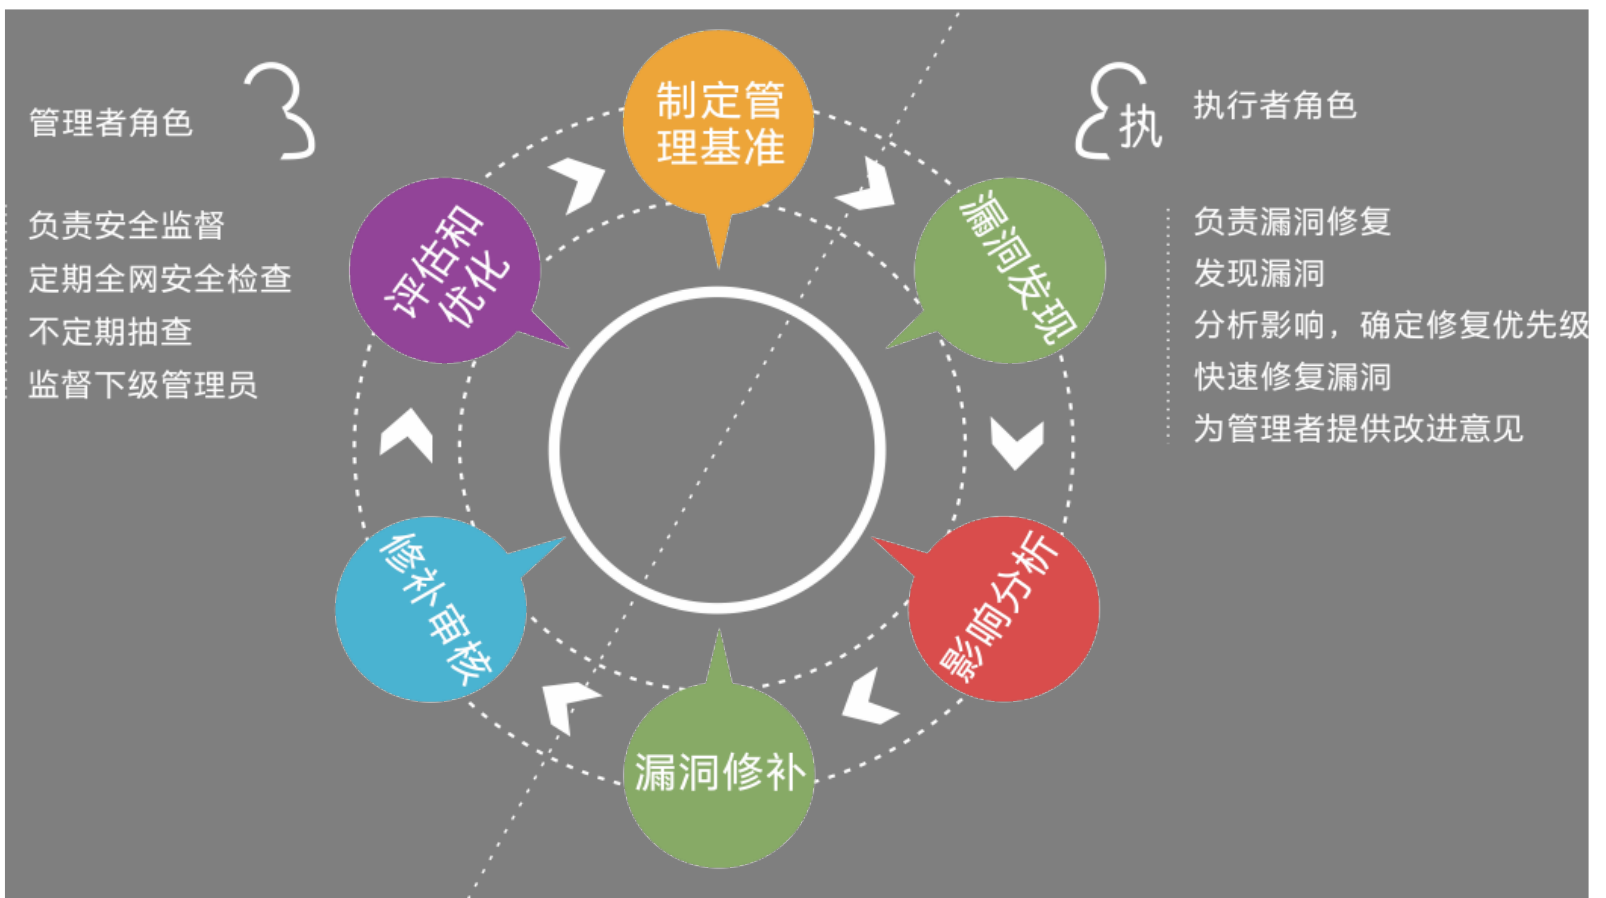 管理者角色
负责安全监督
定期全网安全检查
不定期抽查
监督下级管理员
制定管
理基准
漏洞发现
影响分析
漏洞修补
修补审核
评估和
优化
执
执行者角色
负责漏洞修复
发现漏洞
分析影响，确定修复优先级
快速修复漏洞
为管理者提供改进意见